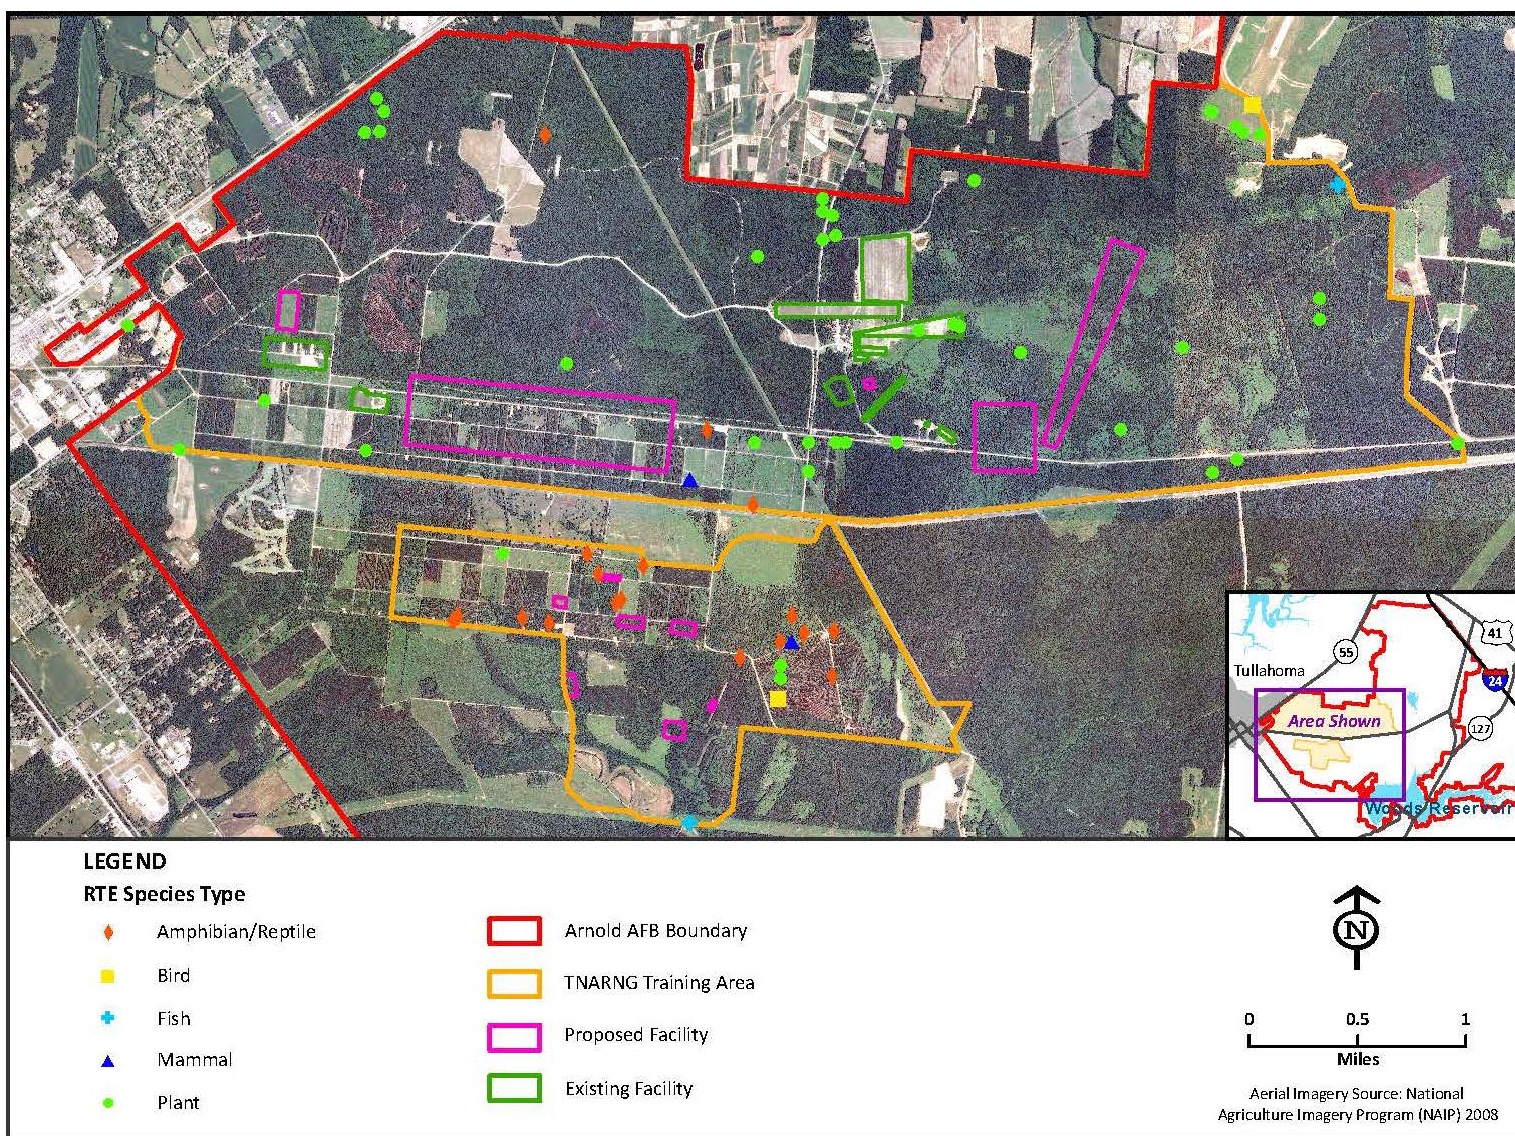 Tullahoma
55
41
24
127
Area Shown
Woods Reservoir
LEGEND
RTE Species Type
Amphibian/Reptile
Bird
Fish
Mammal
Plant
Arnold AFB Boundary
TNARNG Training Area
Proposed Facility
Existing Facility
N
0 0.5 1
Miles
Aerial Imagery Source: National
Agriculture Imagery Program (NAIP) 2008